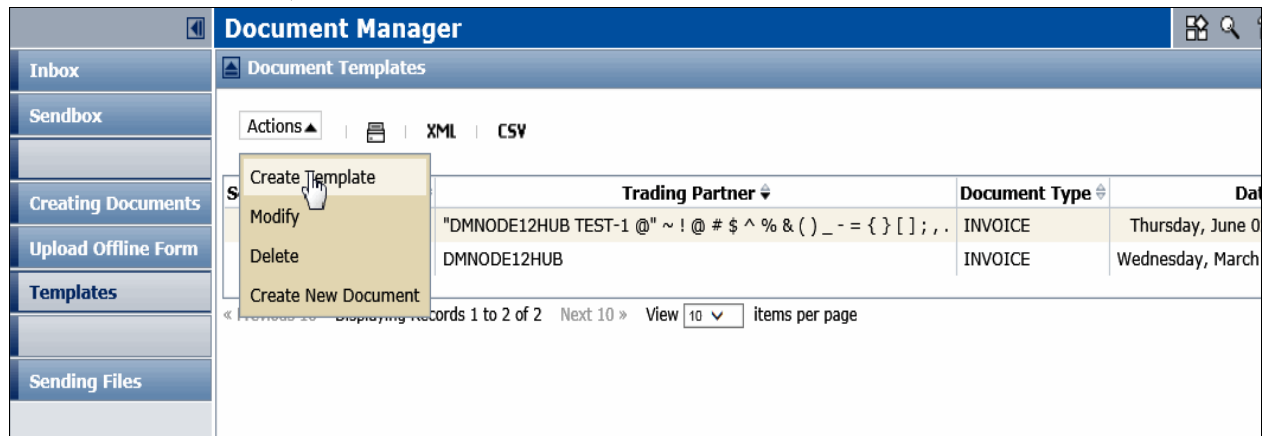 Document Manager
Inbox
Document Templates
Sendbox
Actions XML CSV
Create Template
Creating Documents
Trading Partner Document Type
Modify
"DMNODE12HUB TEST-1 @" ~ ! @ # $ ^ % & ( ) _ - = { } [ ] ; , . INVOICE Thursday, June
Upload Offline Form
Delete
DMNODE12HUB INVOICE Wednesday, March
Templates
Create New Document
Displaying Records 1 to 2 of 2 Next 10 » View 10 items per page
Sending Files